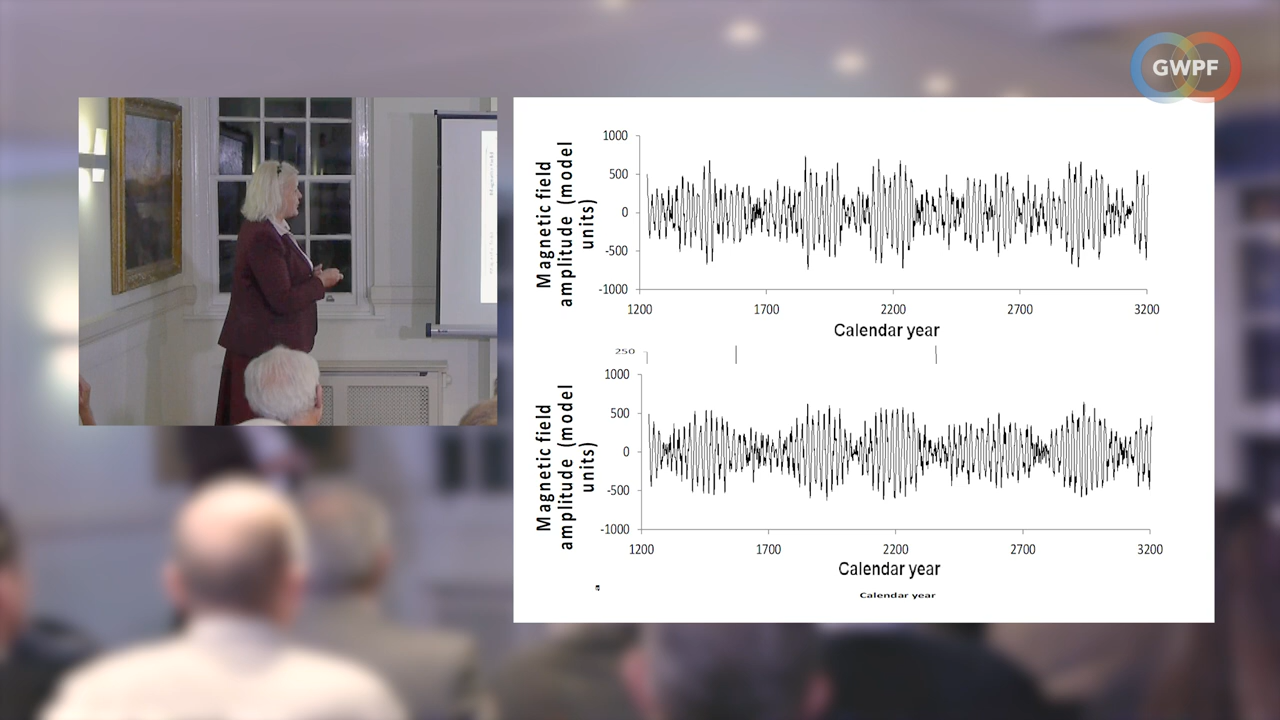 GWPF
1000
500
0
-500
-1000
Magnetic field
amplitude (model
units)
1200 1700 2200 2700 3200
Calendar year
250
1000
500
0
-500
-1000
Magnetic field
amplitude (model
units)
1200 1700 2200 2700 3200
Calendar year
Calendar year